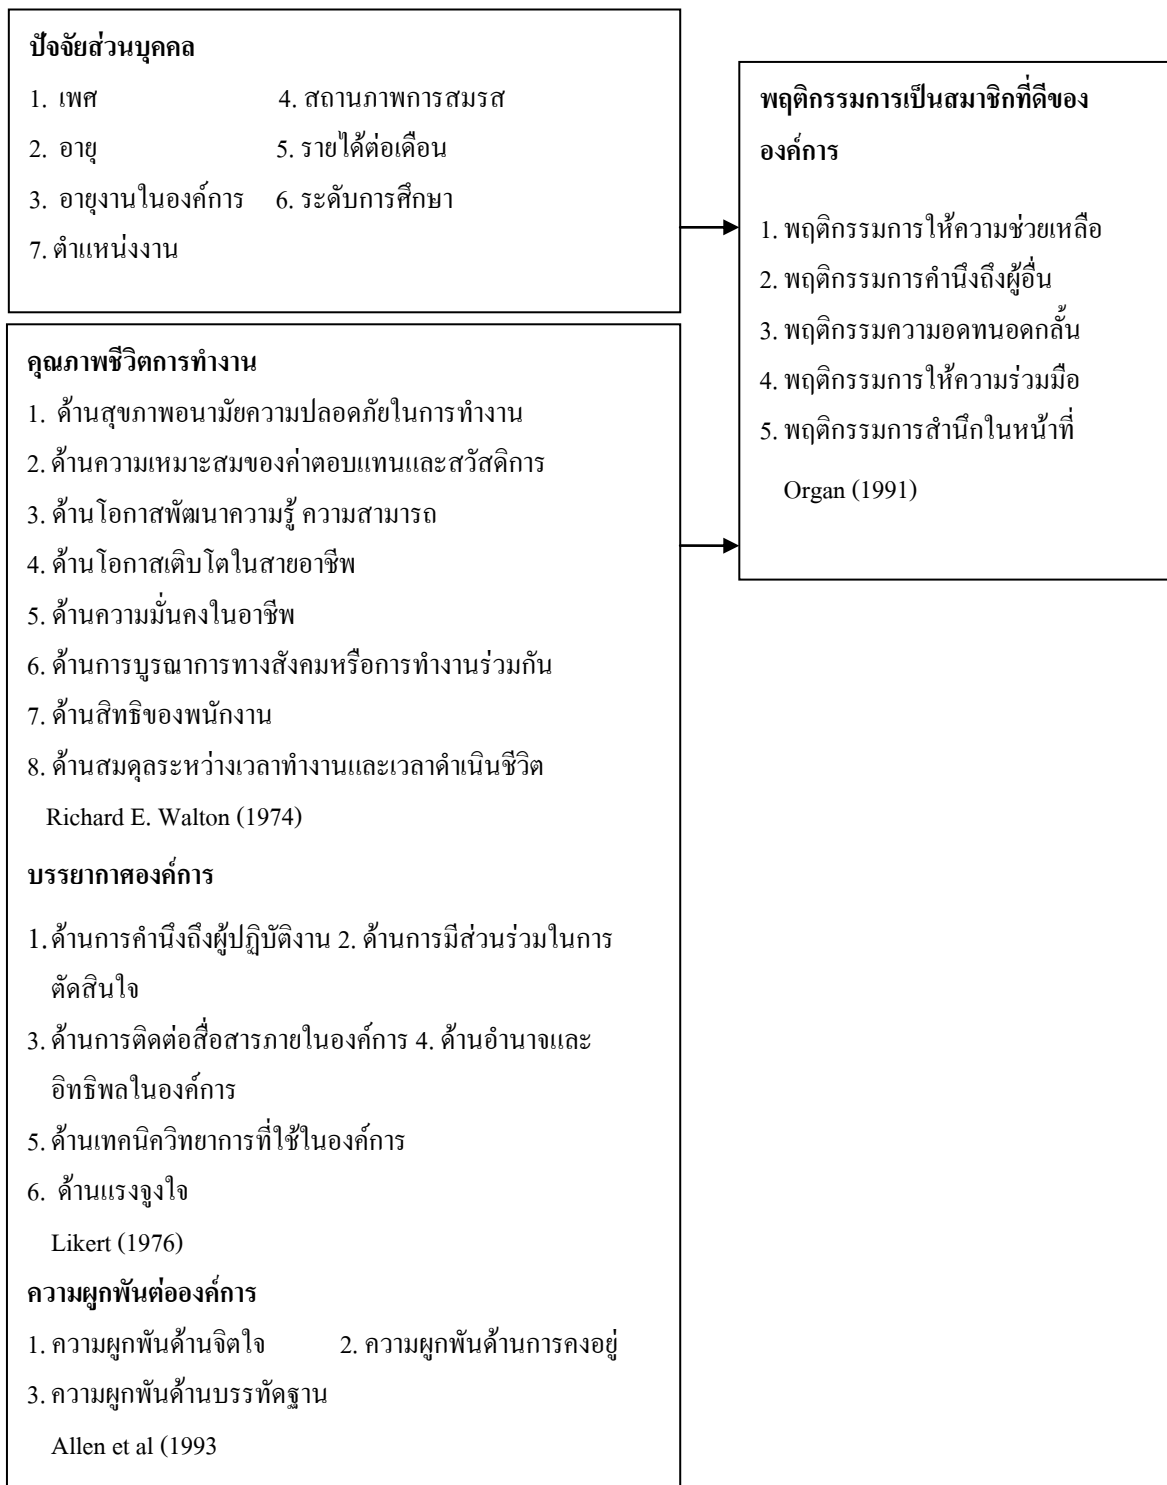 ปัจจัยส่วนบุคคล
1. เพศ 4. สถานภาพการสมรส
2. อายุ 5. รายได้ต่อเดือน
3. อายุงานในองค์การ 6. ระดับการศึกษา
7. ตำแหน่งงาน
คุณภาพชีวิตการทำงาน
1. ด้านสุขภาพอนามัยความปลอดภัยในการทำงาน
2. ด้านความเหมาะสมของค่าตอบแทนและสวัสดิการ
3. ด้านโอกาสพัฒนาความรู้ ความสามารถ
4. ด้านโอกาสเติบโตในสายอาชีพ
5. ด้านความมั่นคงในอาชีพ
6. ด้านการบูรณาการทางสังคมหรือการทำงานร่วมกัน
7. ด้านสิทธิของพนักงาน
8. ด้านสมดุลระหว่างเวลาทำงานและเวลาดำเนินชีวิต
Richard E. Walton (1974)
บรรยากาศองค์การ
1. ด้านการคำนึงถึงผู้ปฏิบัติงาน 2. ด้านการมีส่วนร่วมในการ
ตัดสินใจ
3. ด้านการติดต่อสื่อสารภายในองค์การ 4. ด้านอำนาจและ
อิทธิพลในองค์การ
5. ด้านเทคนิควิทยาการที่ใช้ในองค์การ
6. ด้านแรงจูงใจ
Likert (1976)
ความผูกพันต่อองค์การ
1. ความผูกพันด้านจิตใจ 2. ความผูกพันด้านการคงอยู่
3. ความผูกพันด้านบรรทัดฐาน
Allen et al (1993
พฤติกรรมการเป็นสมาชิกที่ดีของ
องค์การ
1. พฤติกรรมการให้ความช่วยเหลือ
2. พฤติกรรมการคำนึงถึงผู้อื่น
3. พฤติกรรมความอดทนอดกลั้น
4. พฤติกรรมการให้ความร่วมมือ
5. พฤติกรรมการสำนึกในหน้าที่
Organ (1991)